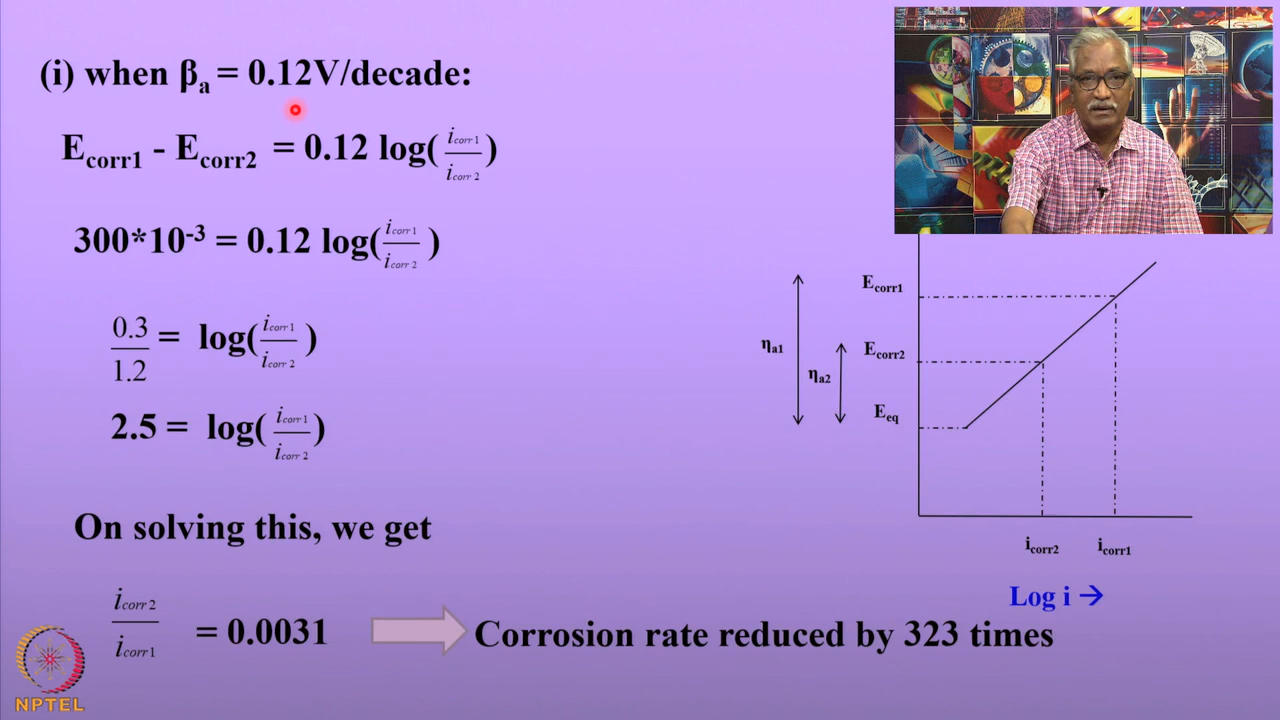 (i) when βa = 0.12V/decade:
Ecorr1 - Ecorr2 = 0.12 log( icorr1 / icorr2 )
300*10-3 = 0.12 log( icorr1 / icorr2 )
0.3 / 1.2 = log( icorr1 / icorr2 )
2.5 = log( icorr1 / icorr2 )
On solving this, we get
icorr2 / icorr1 = 0.0031
Corrosion rate reduced by 323 times
Ecorr1
ηa1
Ecorr2
ηa2
Eeq
icorr2 icorr1
Log i →
NPTEL